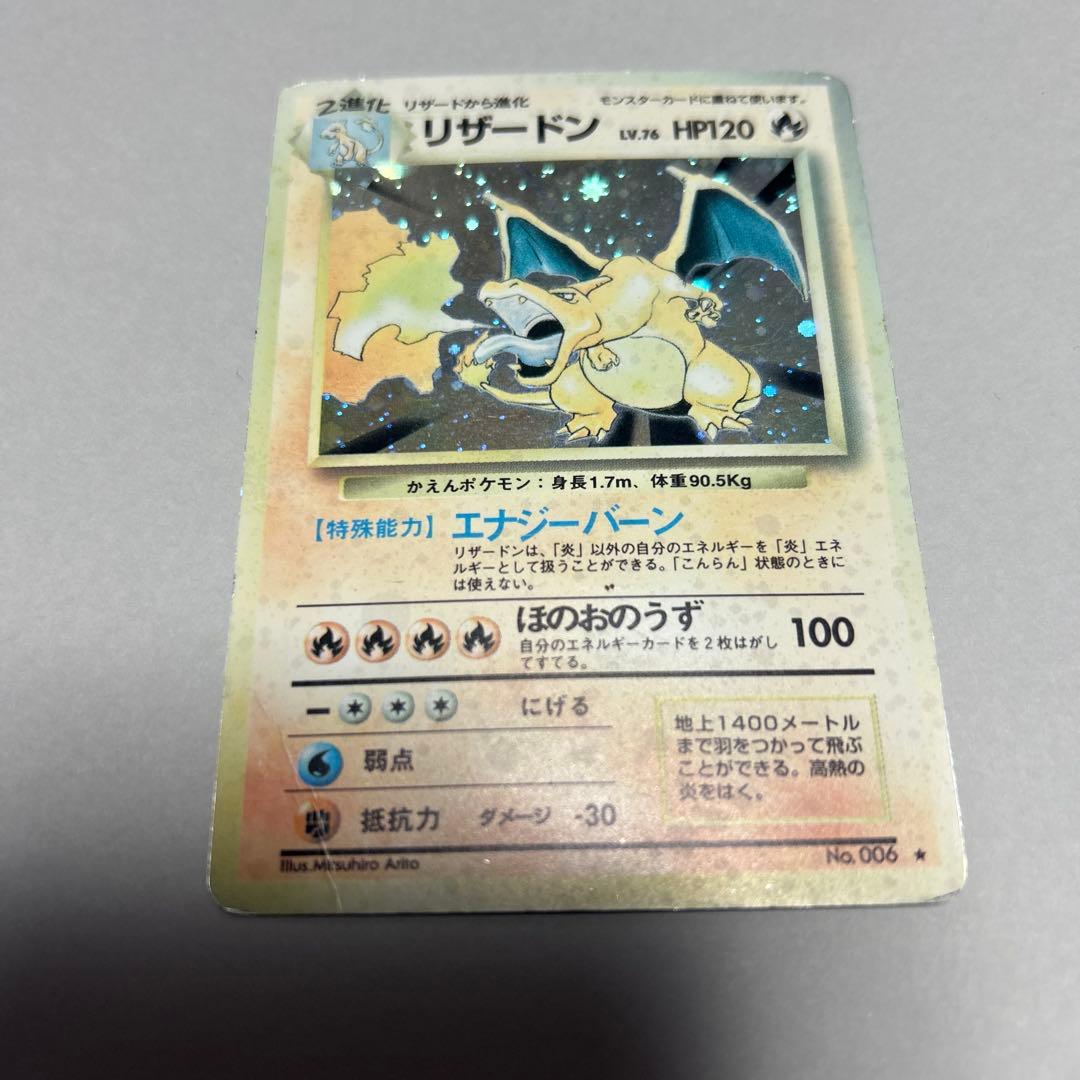 2進化 リザードから進化 モンスターカードに重ねて使います。
リザードン LV.76 HP120
かえんポケモン：身長1.7m、体重90.5Kg
【特殊能力】エナジーバーン
リザードンは、「炎」以外の自分のエネルギーを「炎」エネ
ルギーとして扱うことができる。「こんらん」状態のときに
は使えない。
ほのおのうず 100
自分のエネルギーカードを2枚はがし
てすてる。
にげる
弱点
抵抗力 ダメージ -30
地上1400メートル
まで羽をつかって飛ぶ
ことができる。高熱の
炎をはく。
Illus. Mitsuhiro Arita
No. 006 ★